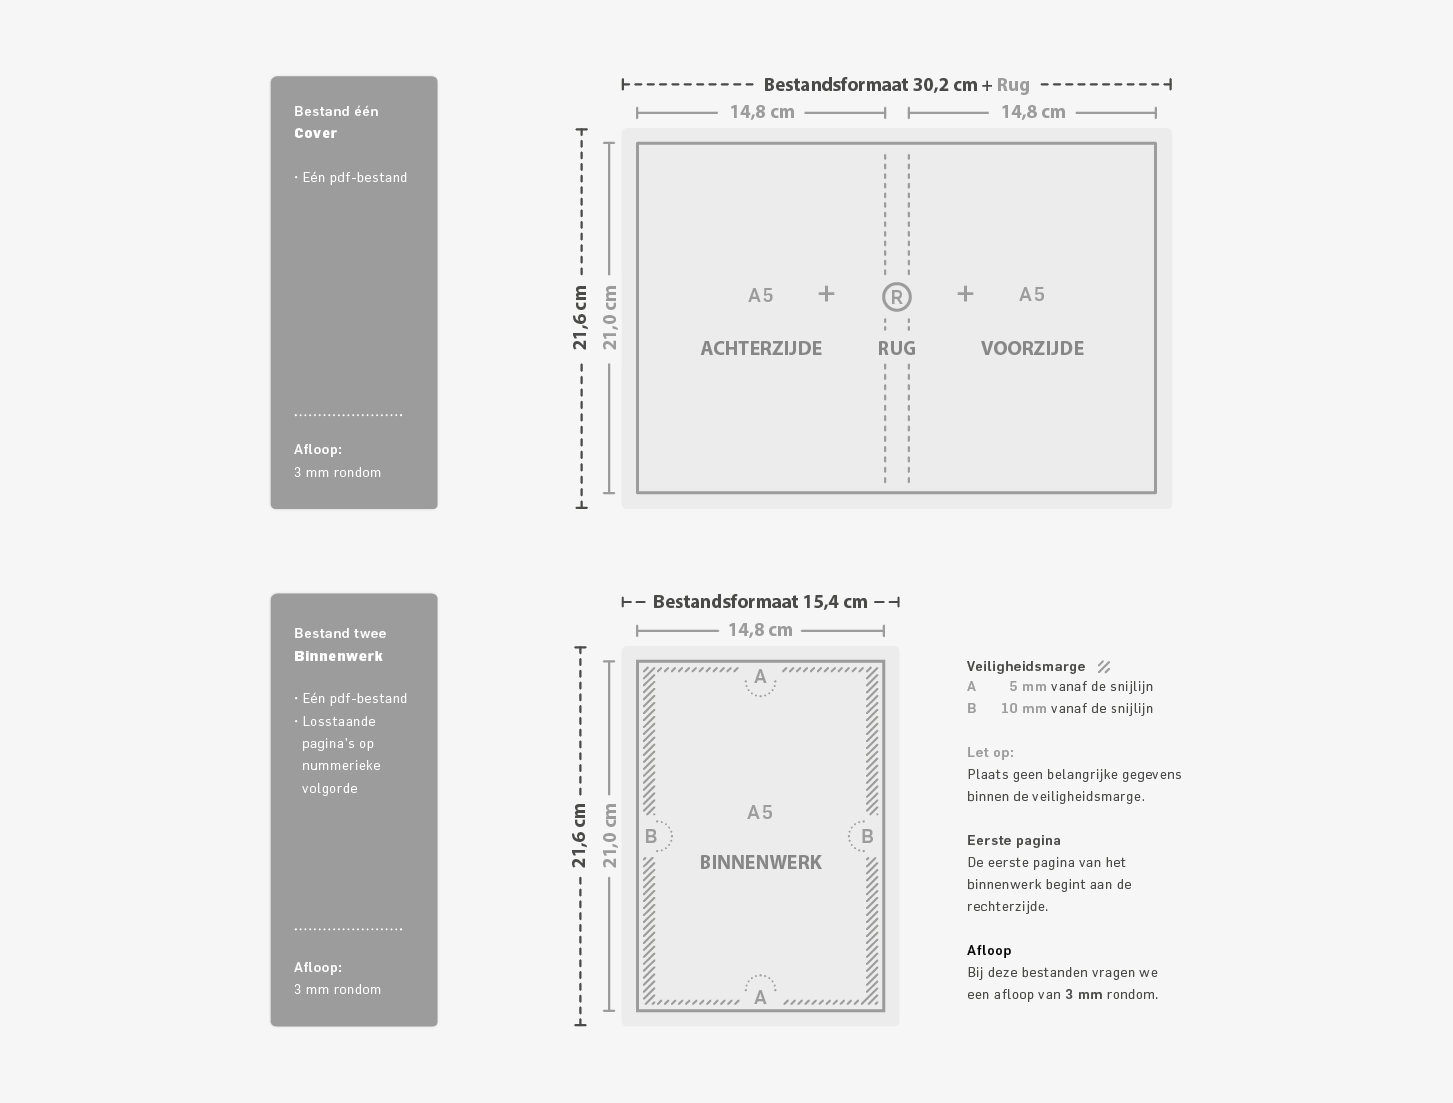 Bestand één
Cover
· Eén pdf-bestand
Afloop:
3 mm rondom
Bestandsformaat 30,2 cm + Rug
14,8 cm
14,8 cm
21,6 cm
21,0 cm
A5
+
R
+
A5
ACHTERZIJDE
RUG
VOORZIJDE
Bestand twee
Binnenwerk
· Eén pdf-bestand
· Losstaande
pagina's op
nummerieke
volgorde
Afloop:
3 mm rondom
Bestandsformaat 15,4 cm
14,8 cm
21,6 cm
21,0 cm
A
A5
B
B
BINNENWERK
A
Veiligheidsmarge
A 5 mm vanaf de snijlijn
B 10 mm vanaf de snijlijn
Let op:
Plaats geen belangrijke gegevens
binnen de veiligheidsmarge.
Eerste pagina
De eerste pagina van het
binnenwerk begint aan de
rechterzijde.
Afloop
Bij deze bestanden vragen we
een afloop van 3 mm rondom.